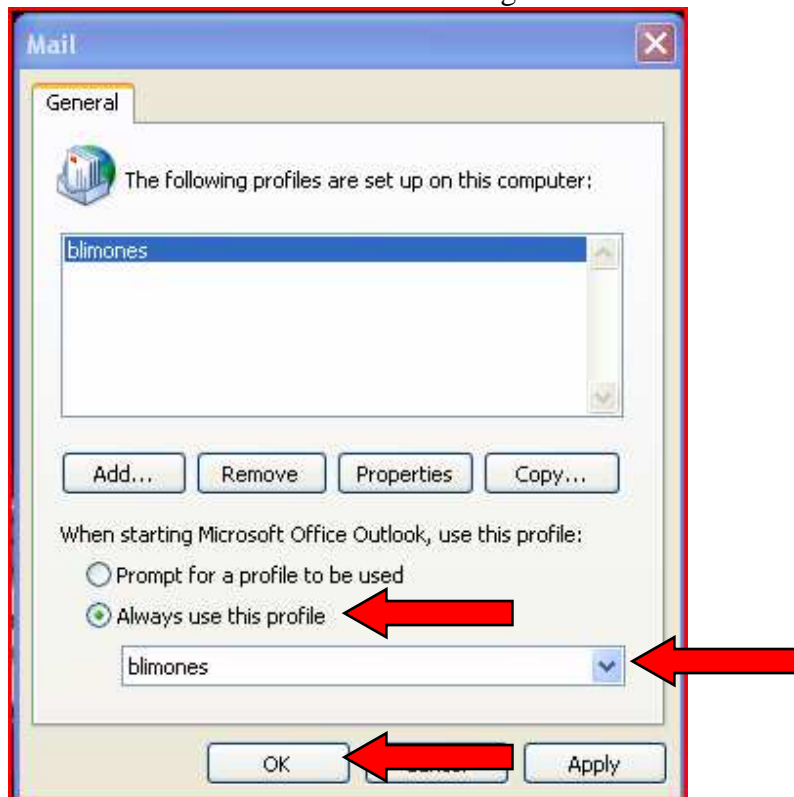 Mail
General
The following profiles are set up on this computer:
blimones
Add... Remove Properties Copy...
When starting Microsoft Office Outlook, use this profile:
Prompt for a profile to be used
Always use this profile
blimones
OK Apply